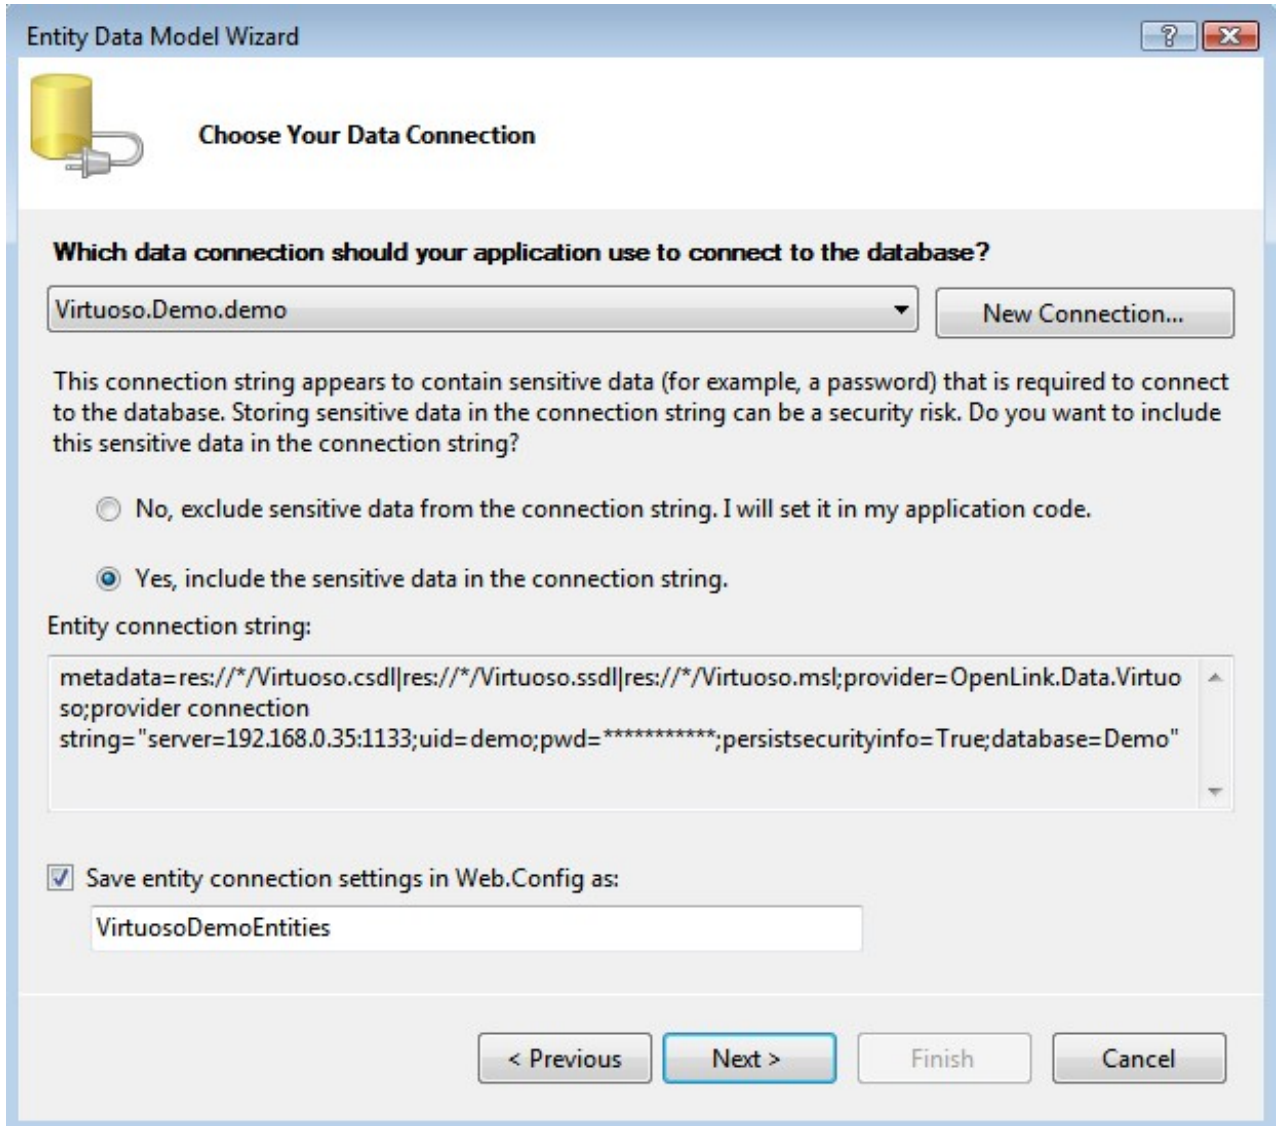 Entity Data Model Wizard
Choose Your Data Connection
Which data connection should your application use to connect to the database?
Virtuoso.Demo.demo
New Connection...
This connection string appears to contain sensitive data (for example, a password) that is required to connect
to the database. Storing sensitive data in the connection string can be a security risk. Do you want to include
this sensitive data in the connection string?
No, exclude sensitive data from the connection string. I will set it in my application code.
Yes, include the sensitive data in the connection string.
Entity connection string:
metadata=res://*/Virtuoso.csdl|res://*/Virtuoso.ssdl|res://*/Virtuoso.msl;provider=OpenLink.Data.Virtuo
so;provider connection
string="server=192.168.0.35:1133;uid=demo;pwd=***********;persistsecurityinfo=True;database=Demo"
Save entity connection settings in Web.Config as:
VirtuosoDemoEntities
< Previous
Next >
Finish
Cancel